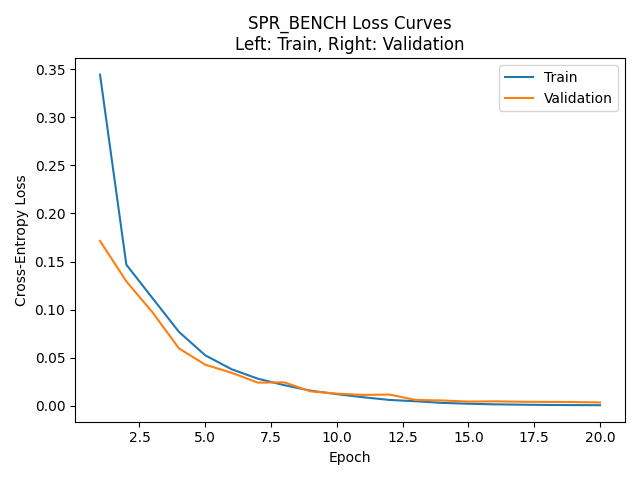 SPR_BENCH Loss Curves
Left: Train, Right: Validation
Train
Validation
Cross-Entropy Loss
0.35
0.30
0.25
0.20
0.15
0.10
0.05
0.00
2.5 5.0 7.5 10.0 12.5 15.0 17.5 20.0
Epoch